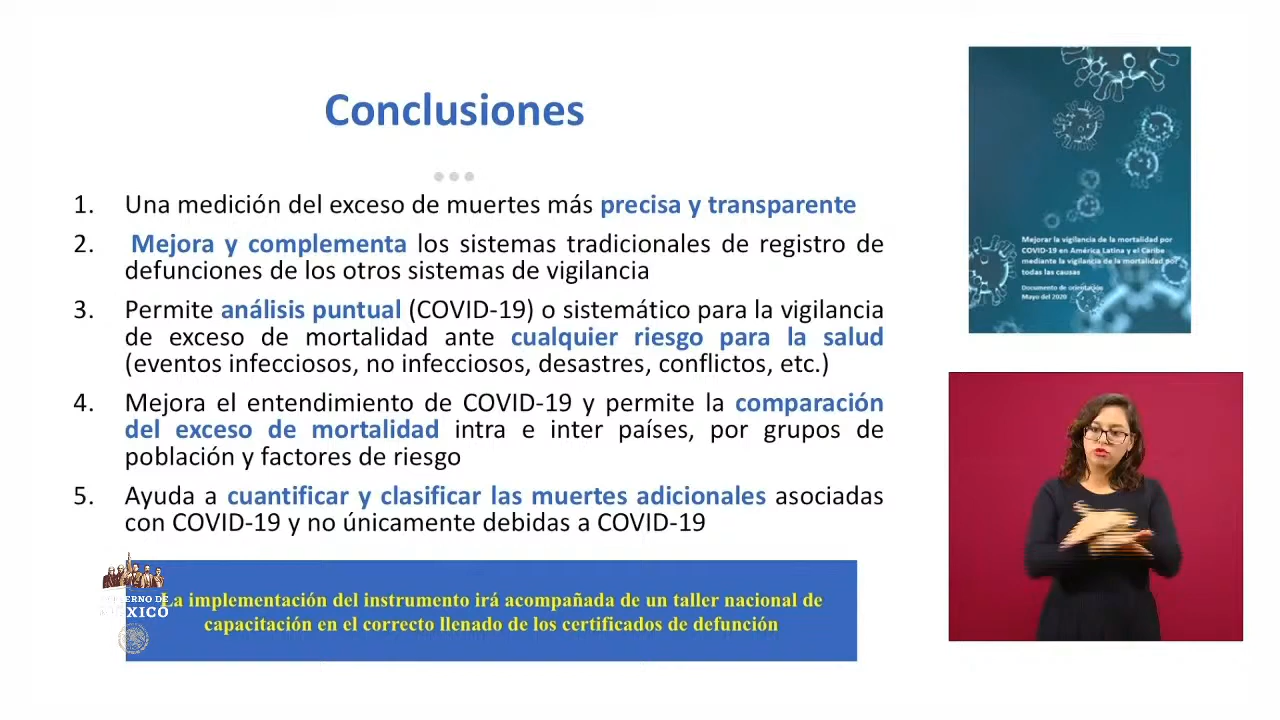 Conclusiones
1. Una medición del exceso de muertes más precisa y transparente
2. Mejora y complementa los sistemas tradicionales de registro de
defunciones de los otros sistemas de vigilancia
3. Permite análisis puntual (COVID-19) o sistemático para la vigilancia
de exceso de mortalidad ante cualquier riesgo para la salud
(eventos infecciosos, no infecciosos, desastres, conflictos, etc.)
4. Mejora el entendimiento de COVID-19 y permite la comparación
del exceso de mortalidad intra e inter países, por grupos de
población y factores de riesgo
5. Ayuda a cuantificar y clasificar las muertes adicionales asociadas
con COVID-19 y no únicamente debidas a COVID-19
La implementación del instrumento irá acompañada de un taller nacional de
capacitación en el correcto llenado de los certificados de defunción
GOBIERNO DE
MÉXICO
Mejorar la vigilancia de la mortalidad por
COVID-19 en América Latina y el Caribe
mediante la vigilancia de la mortalidad por
todas las causas
Documento de orientación
Mayo del 2020